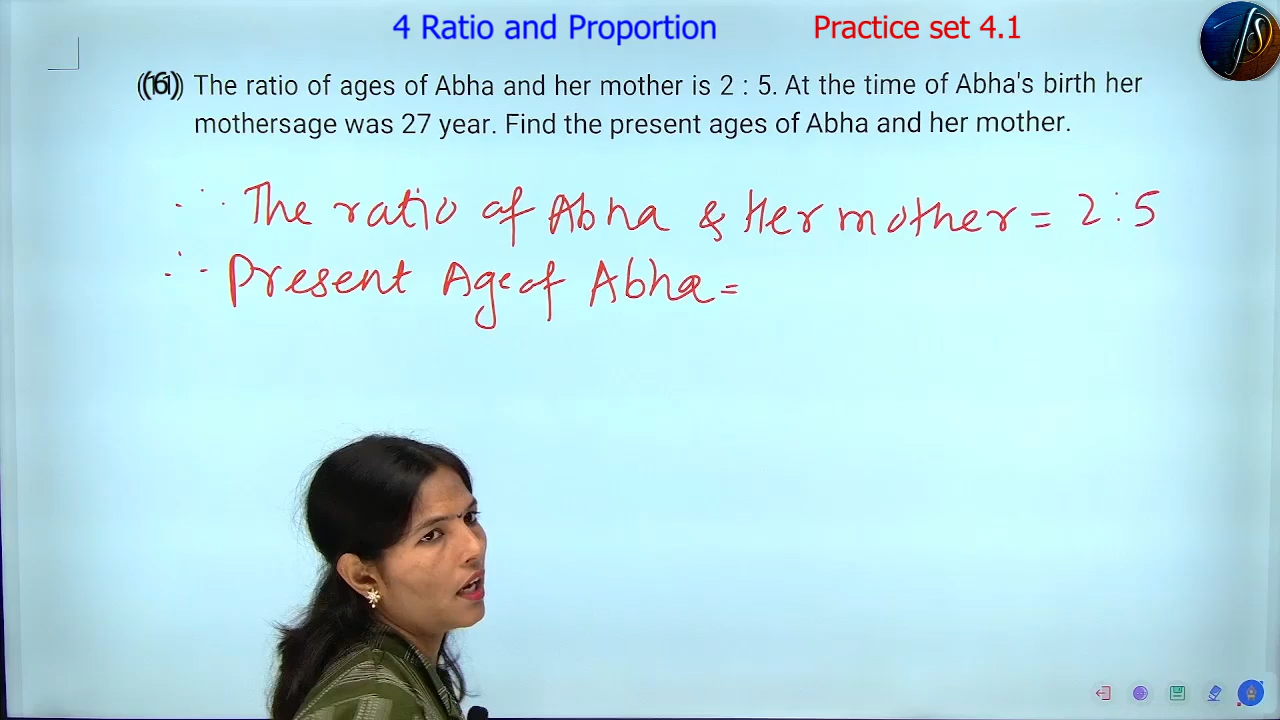 4 Ratio and Proportion Practice set 4.1
The ratio of ages of Abha and her mother is 2 : 5. At the time of Abha's birth her
mothersage was 27 year. Find the present ages of Abha and her mother.
∵ The ratio of Abha & Her mother = 2:5
∴ Present Age of Abha =